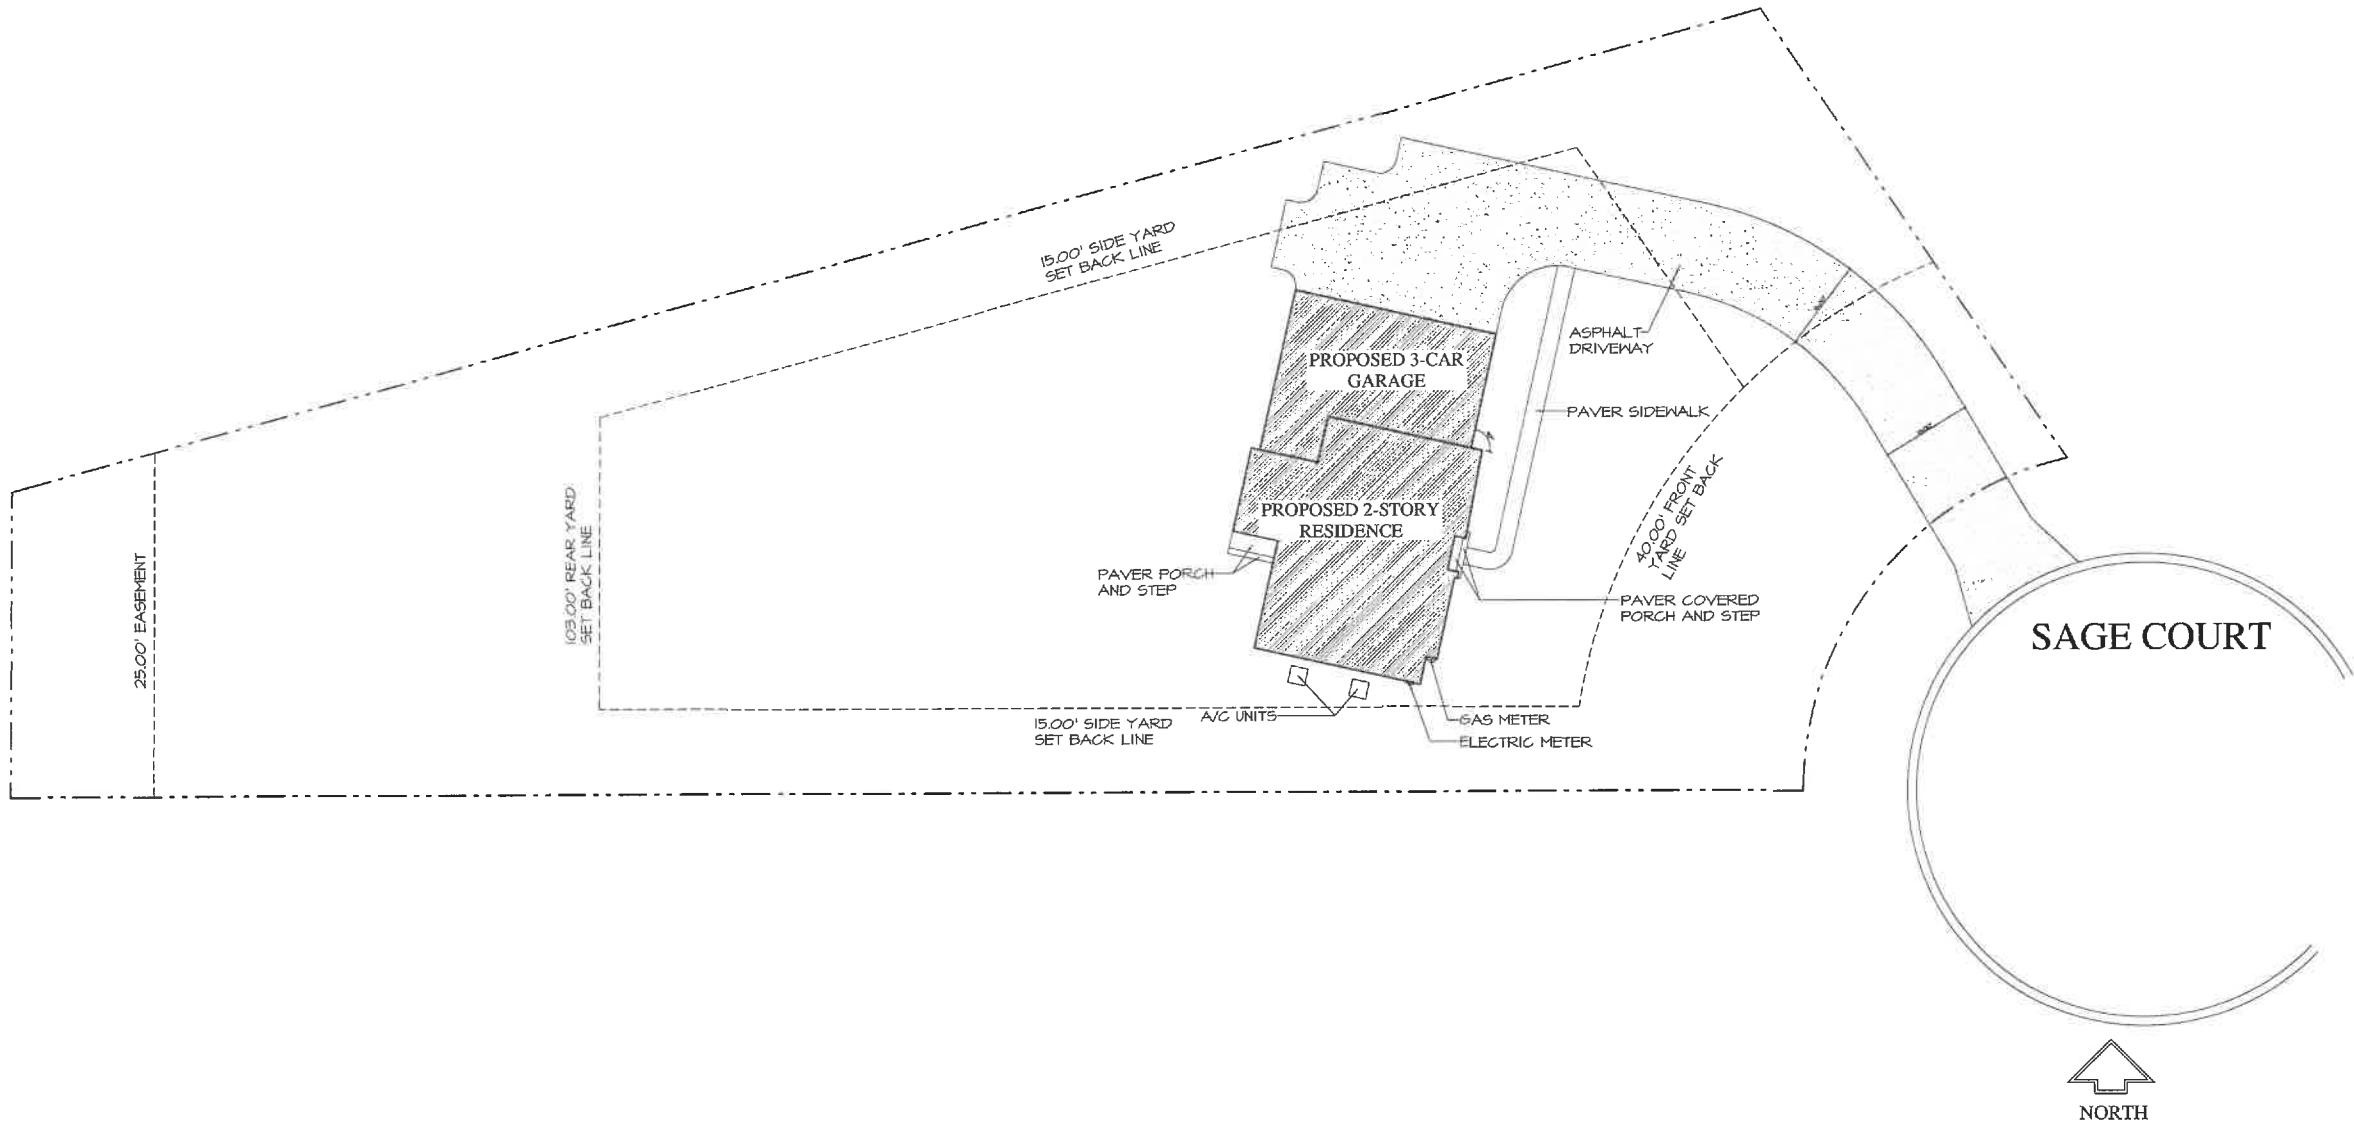 15.00' SIDE YARD
SET BACK LINE
ASPHALT
DRIVEWAY
PROPOSED 3-CAR
GARAGE
PAVER SIDEWALK
40.00' FRONT
YARD SET BACK
LINE
103.00' REAR YARD
SET BACK LINE
25.00' EASEMENT
PROPOSED 2-STORY
RESIDENCE
PAVER PORCH
AND STEP
PAVER COVERED
PORCH AND STEP
SAGE COURT
15.00' SIDE YARD
SET BACK LINE
A/C UNITS
GAS METER
ELECTRIC METER
NORTH